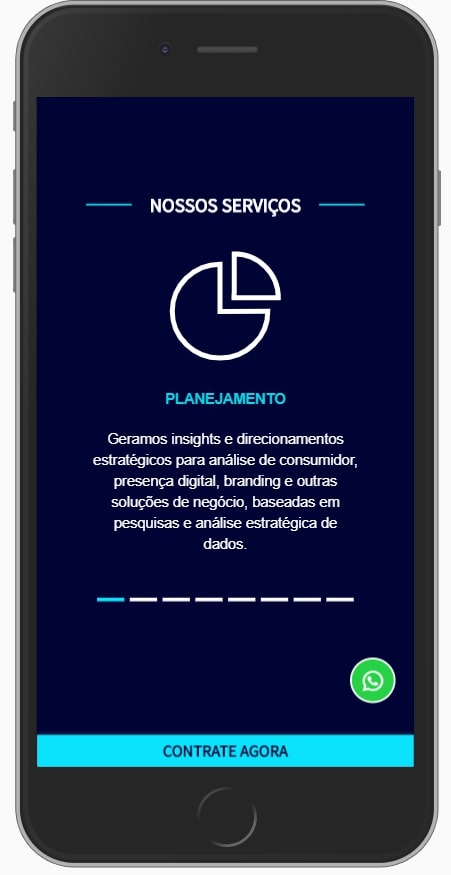 NOSSOS SERVIÇOS
PLANEJAMENTO
Geramos insights e direcionamentos
estratégicos para análise de consumidor,
presença digital, branding e outras
soluções de negócio, baseadas em
pesquisas e análise estratégica de
dados.
CONTRATE AGORA